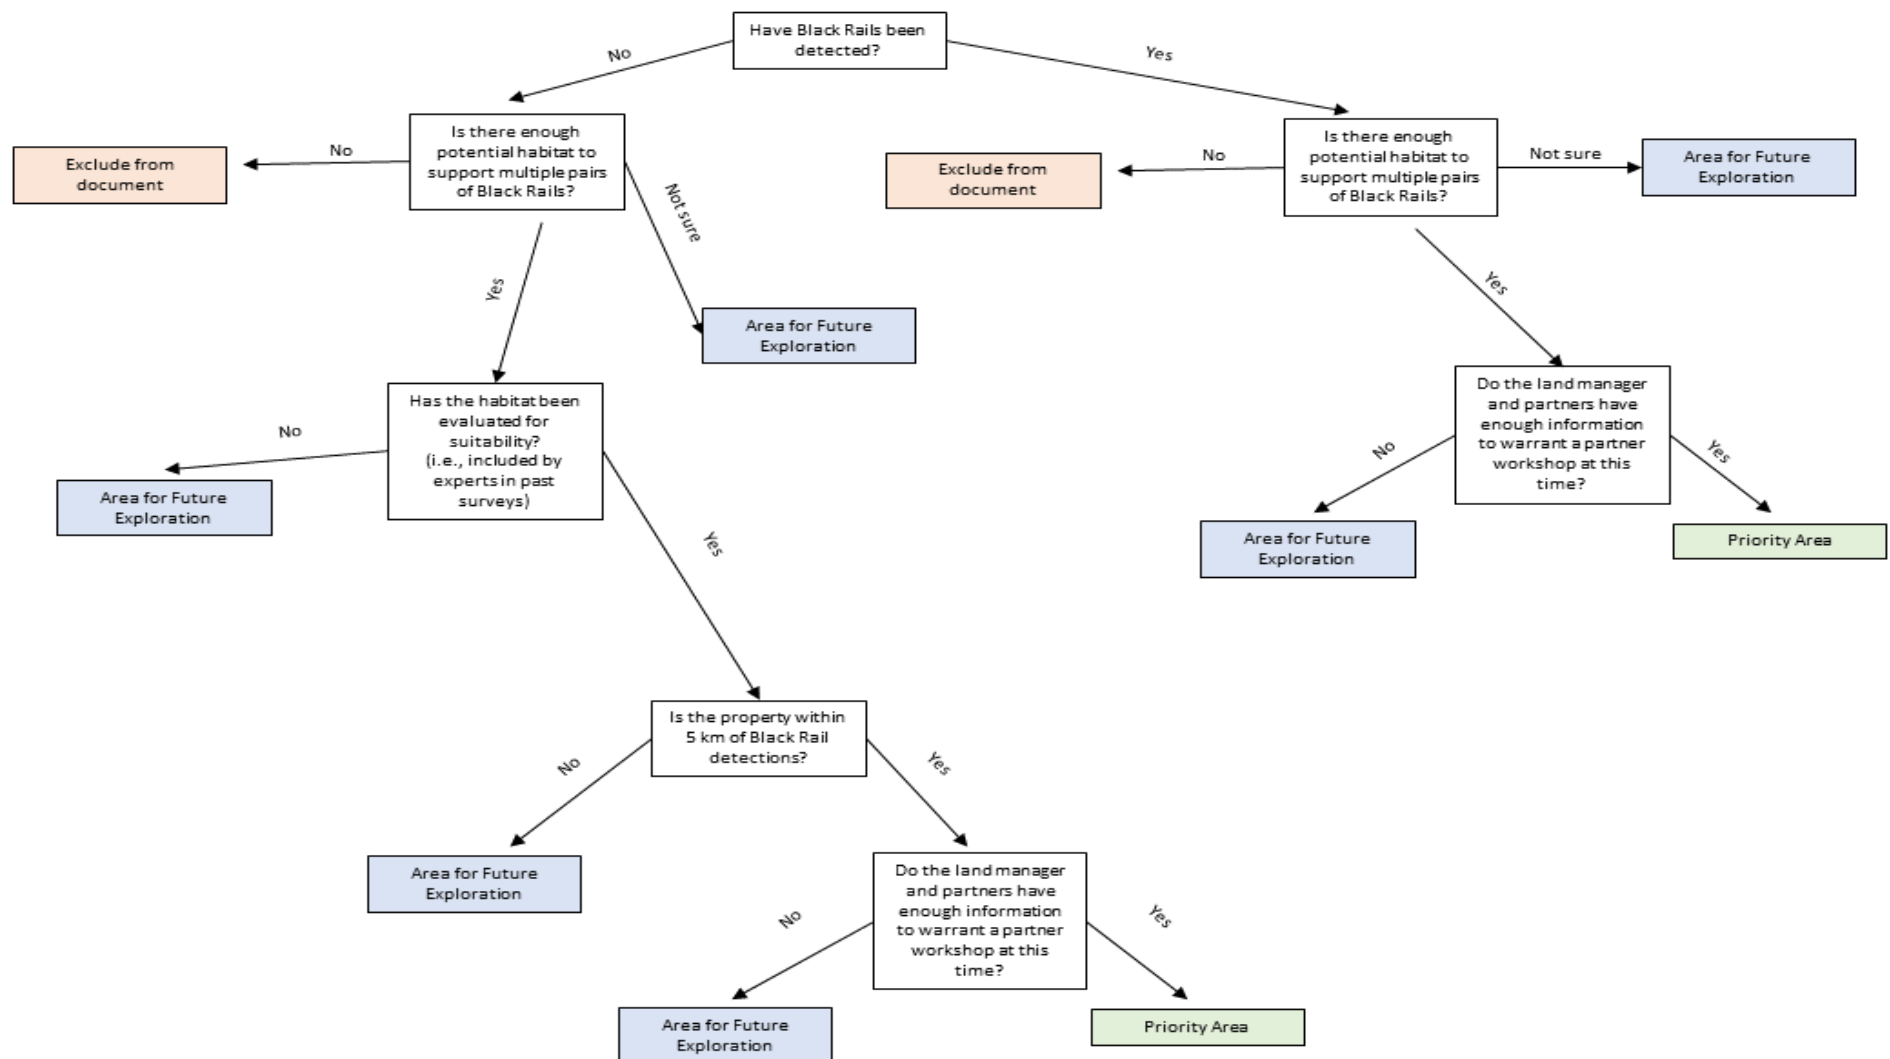 Have Black Rails been
detected?
No
Yes
Is there enough
potential habitat to
support multiple pairs
of Black Rails?
No
Exclude from
document
Not sure
Yes
Area for Future
Exploration
Is there enough
potential habitat to
support multiple pairs
of Black Rails?
No
Exclude from
document
Not sure
Area for Future
Exploration
Yes
Has the habitat been
evaluated for
suitability?
(i.e., included by
experts in past
surveys)
No
Area for Future
Exploration
Yes
Do the land manager
and partners have
enough information
to warrant a partner
workshop at this
time?
No
Yes
Area for Future
Exploration
Priority Area
Is the property within
5 km of Black Rail
detections?
No
Yes
Area for Future
Exploration
Do the land manager
and partners have
enough information
to warrant a partner
workshop at this
time?
No
Yes
Area for Future
Exploration
Priority Area